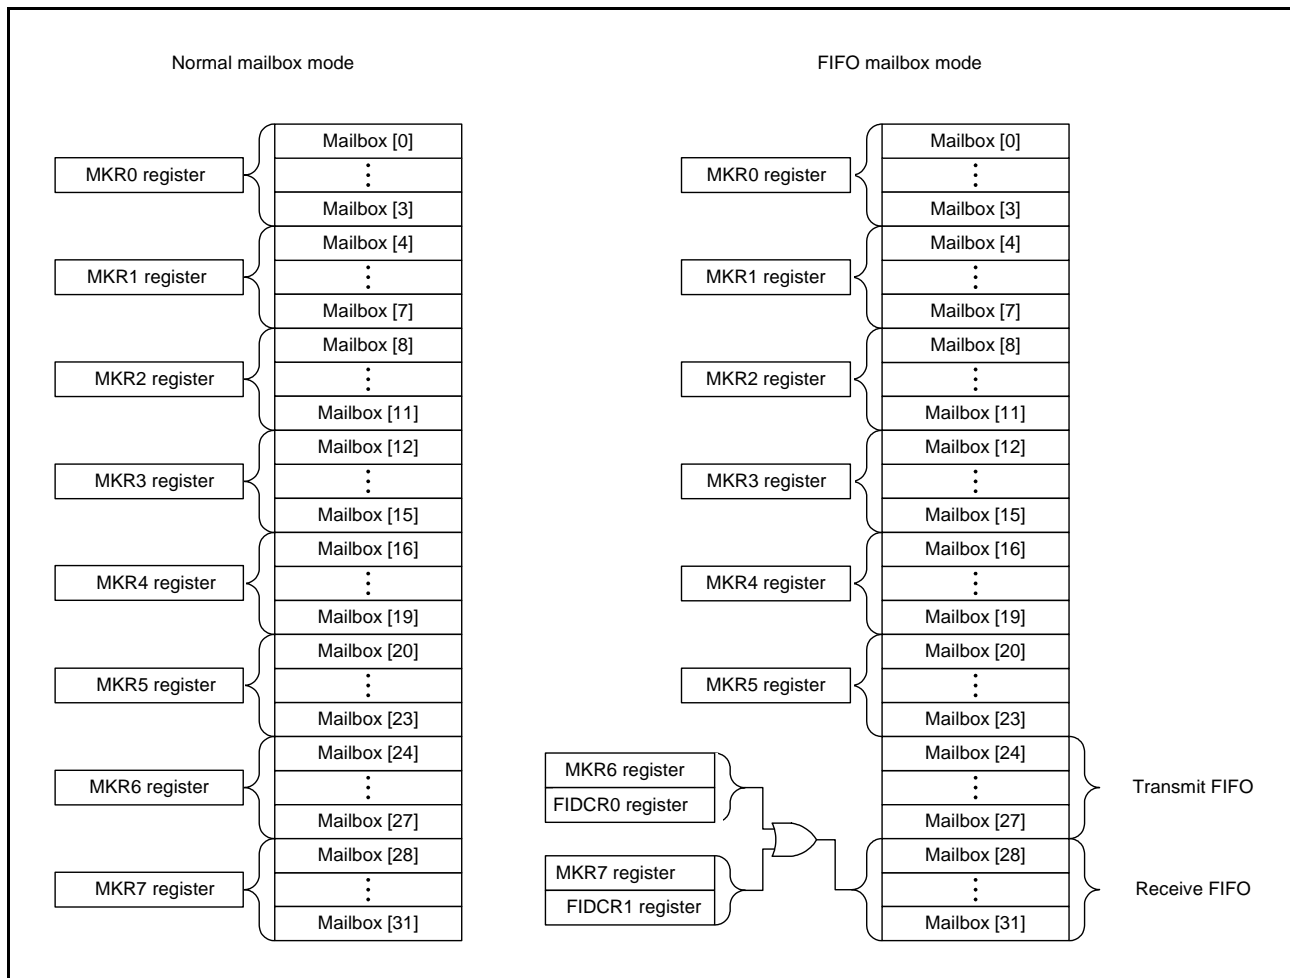 Normal mailbox mode
MKR0 register
Mailbox [0]
Mailbox [3]
MKR1 register
Mailbox [4]
Mailbox [7]
MKR2 register
Mailbox [8]
Mailbox [11]
MKR3 register
Mailbox [12]
Mailbox [15]
MKR4 register
Mailbox [16]
Mailbox [19]
MKR5 register
Mailbox [20]
Mailbox [23]
MKR6 register
Mailbox [24]
Mailbox [27]
MKR7 register
Mailbox [28]
Mailbox [31]
FIFO mailbox mode
MKR0 register
Mailbox [0]
Mailbox [3]
MKR1 register
Mailbox [4]
Mailbox [7]
MKR2 register
Mailbox [8]
Mailbox [11]
MKR3 register
Mailbox [12]
Mailbox [15]
MKR4 register
Mailbox [16]
Mailbox [19]
MKR5 register
Mailbox [20]
Mailbox [23]
MKR6 register
FIDCR0 register
Mailbox [24]
Mailbox [27]
Transmit FIFO
MKR7 register
FIDCR1 register
Mailbox [28]
Mailbox [31]
Receive FIFO